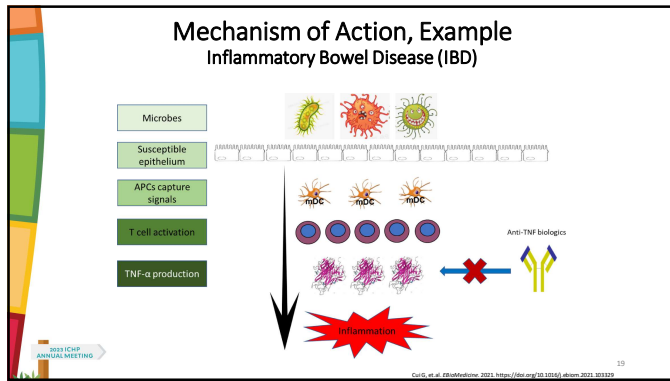 Mechanism of Action, Example
Inflammatory Bowel Disease (IBD)
Microbes
Susceptible
epithelium
APCs capture
signals
mDC mDC mDC
T cell activation
Anti-TNF biologics
TNF-α production
Inflammation
2023 ICHP
ANNUAL MEETING
19
Cui G, et.al. EBioMedicine. 2021. https://doi.org/10.1016/j.ebiom.2021.103329